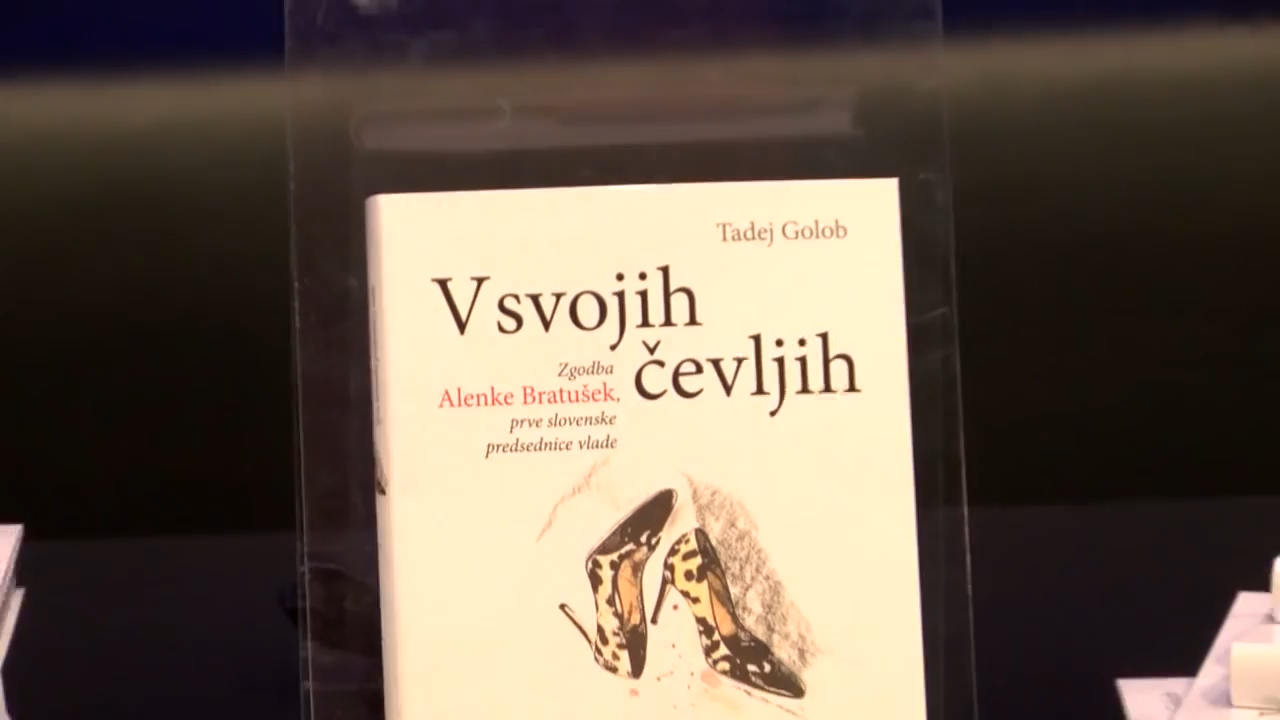 Tadej Golob
V svojih
čevljih
Zgodba
Alenke Bratušek,
prve slovenske
predsednice vlade